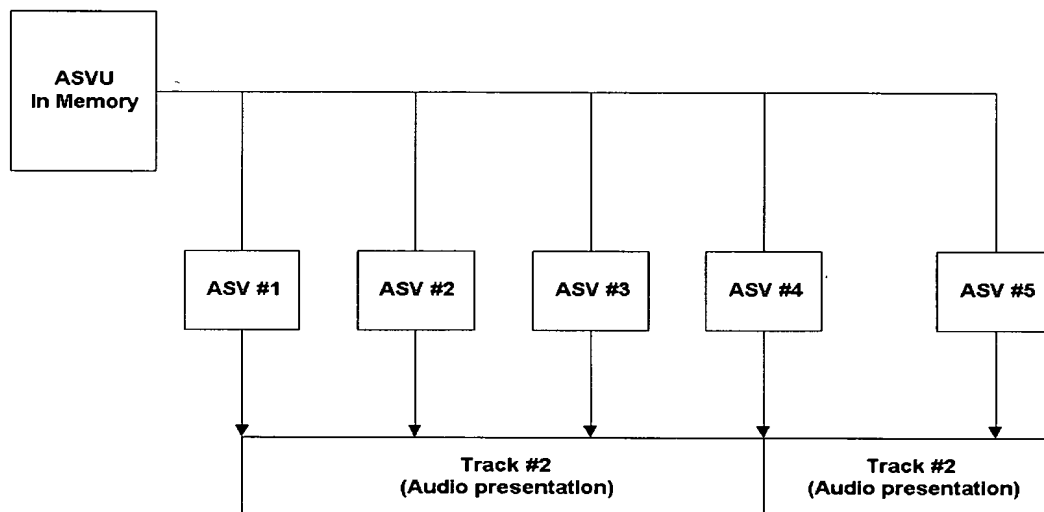 ASVU
In Memory
ASV #1
ASV #2
ASV #3
ASV #4
ASV #5
Track #2
(Audio presentation)
Track #2
(Audio presentation)